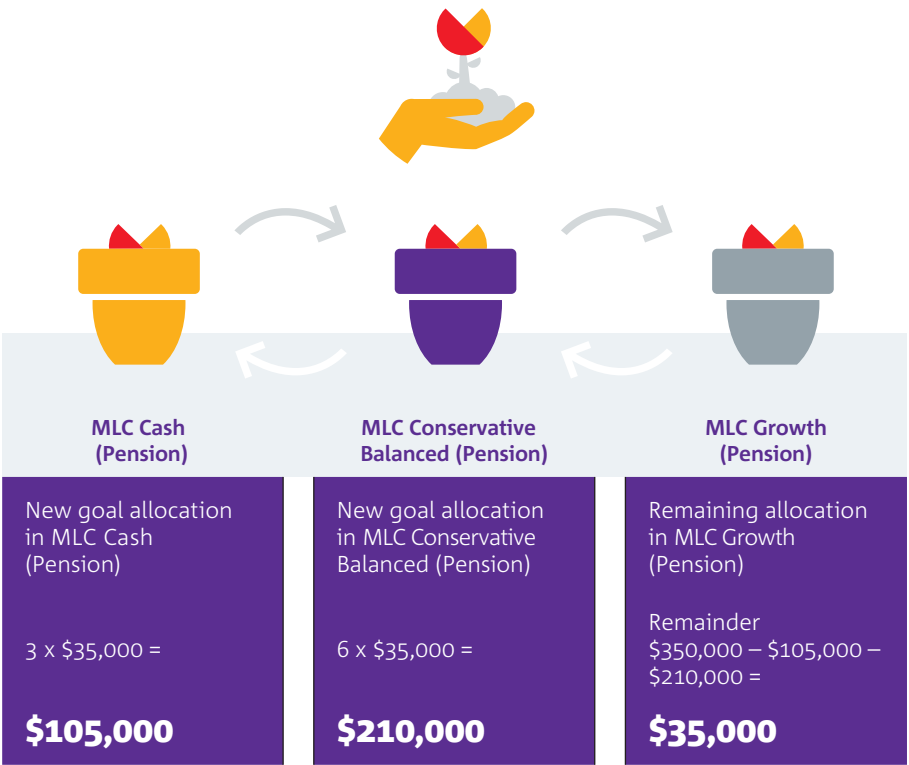 MLC Cash
(Pension)
MLC Conservative
Balanced (Pension)
MLC Growth
(Pension)
New goal allocation
in MLC Cash
(Pension)
3 x $35,000 =
$105,000
New goal allocation
in MLC Conservative
Balanced (Pension)
6 x $35,000 =
$210,000
Remaining allocation
in MLC Growth
(Pension)
Remainder
$350,000 – $105,000 –
$210,000 =
$35,000